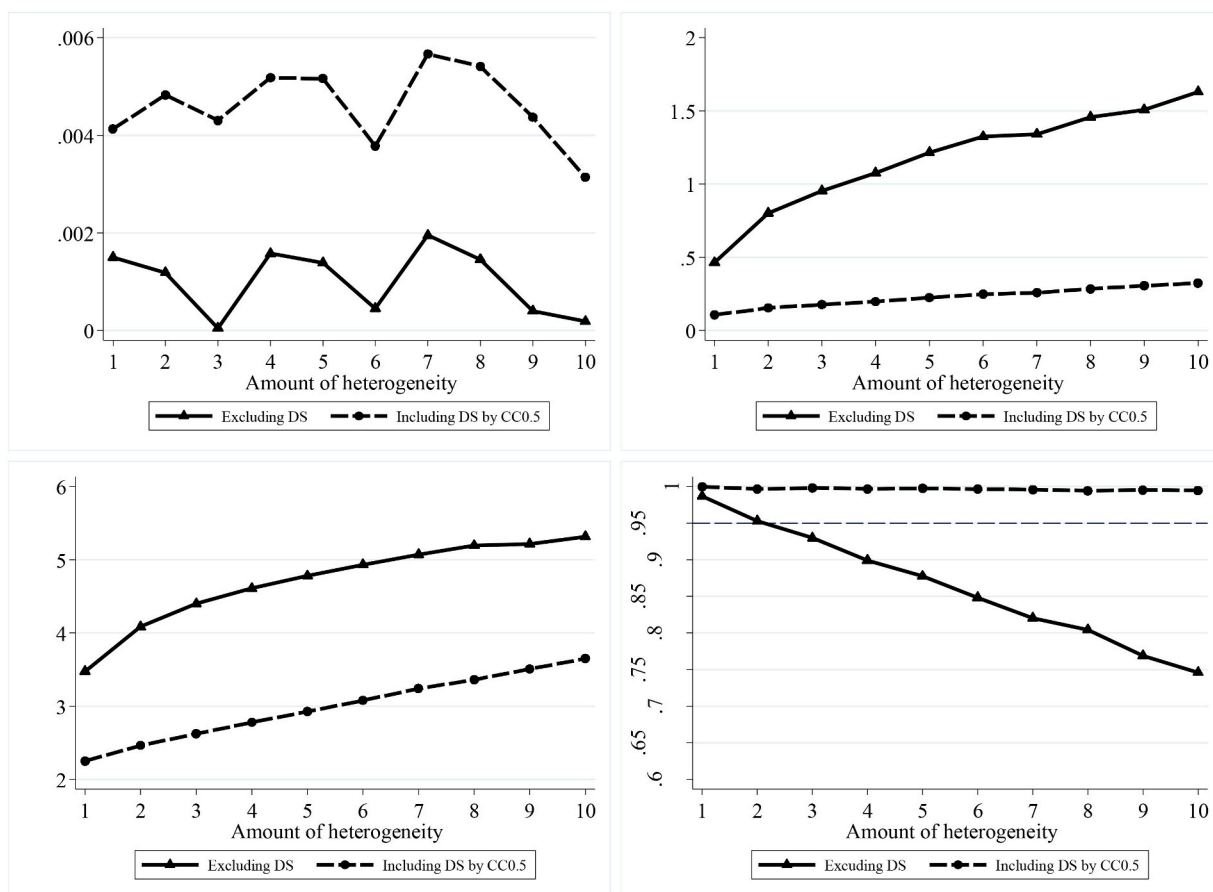 .006
.004
.002
0
1 2 3 4 5 6 7 8 9 10
Amount of heterogeneity
Excluding DS Including DS by CC0.5
2
1.5
1
.5
0
1 2 3 4 5 6 7 8 9 10
Amount of heterogeneity
Excluding DS Including DS by CC0.5
6
5
4
3
2
1 2 3 4 5 6 7 8 9 10
Amount of heterogeneity
Excluding DS Including DS by CC0.5
1
.95
.9
.85
.8
.75
.7
.65
.6
1 2 3 4 5 6 7 8 9 10
Amount of heterogeneity
Excuding DS Including DS by CC0.5